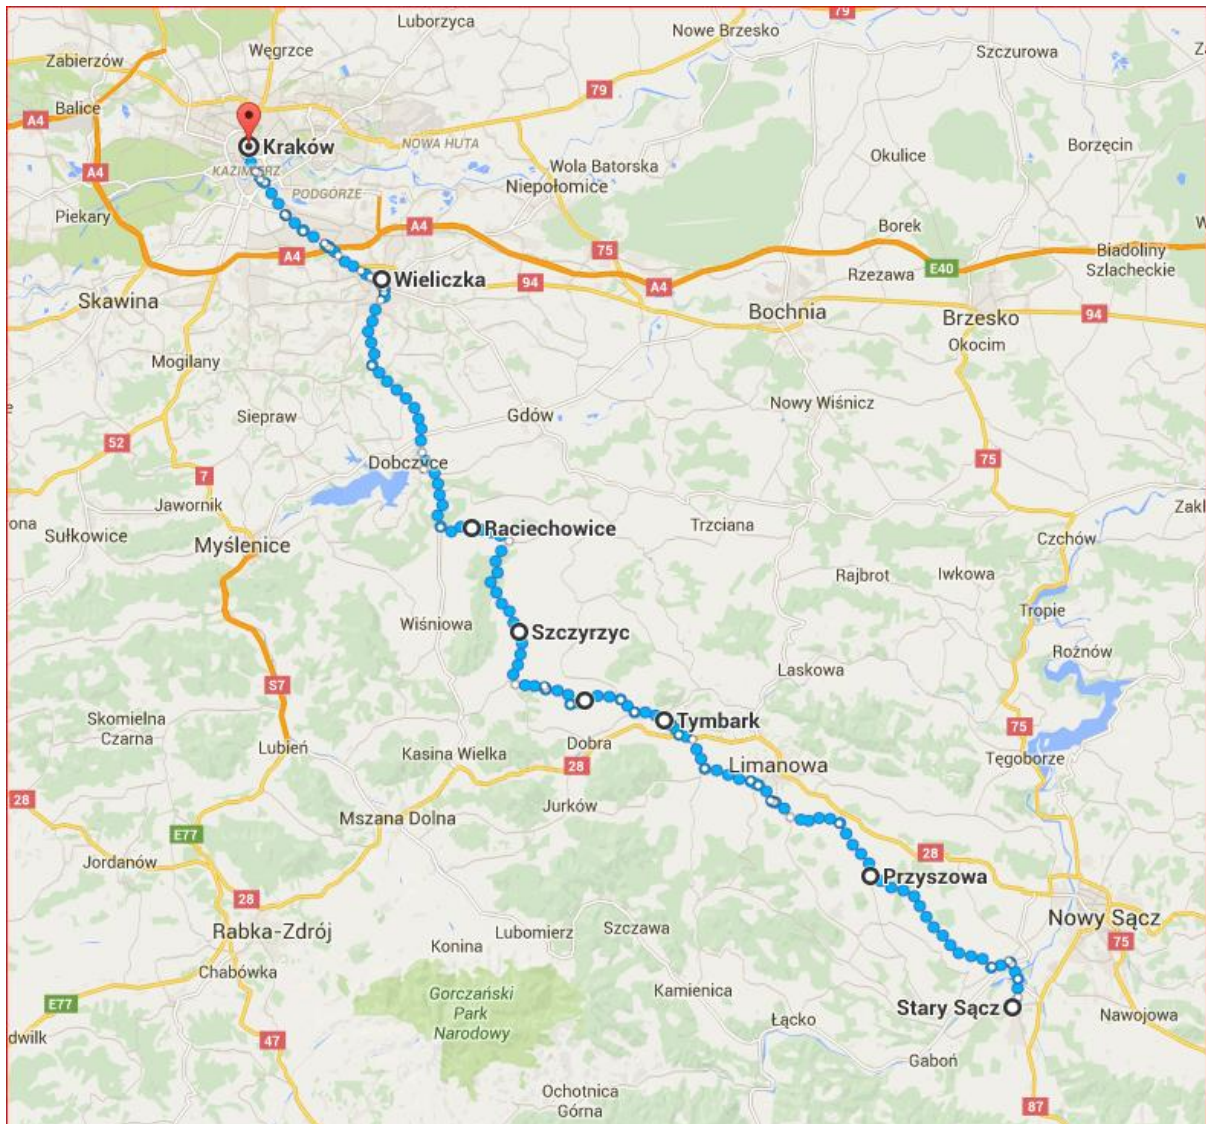 Luborzyca
79
Nowe Brzesko
Węgrzce
Szczurowa
Zabierzów
79
Balice
A4
Kraków
NOWA HUTA
Okulice
Borzęcin
A4
KAZIMIERZ
PODGÓRZE
Wola Batorska
Niepołomice
Piekary
A4
Borek
A4
75
Biadoliny
Szlacheckie
Wieliczka
94
A4
Rzezawa
E40
Skawina
Bochnia
Brzesko
94
Okocim
Mogilany
Siepraw
Gdów
Nowy Wiśnicz
52
Dobczyce
75
7
Jawornik
ona
Sułkowice
Raciechowice
Trzciana
Zakl
Myślenice
Czchów
Rajbrot
Iwkowa
Tropie
Wiśniowa
Szczyrzyc
Rożnów
Laskowa
S7
Skomielna
Czarna
Tymbark
75
Lubień
Kasina Wielka
Dobra
Tęgoborze
28
Limanowa
28
Jurków
Mszana Dolna
E77
Jordanów
28
Przyszowa
28
Nowy Sącz
Rabka-Zdrój
Szczawa
Lubomierz
Konina
75
Chabówka
Gorczański
Park
Narodowy
Kamienica
E77
Stary Sącz
Łącko
Nawojowa
dwilk
47
Gaboń
Ochotnica
Górna
87